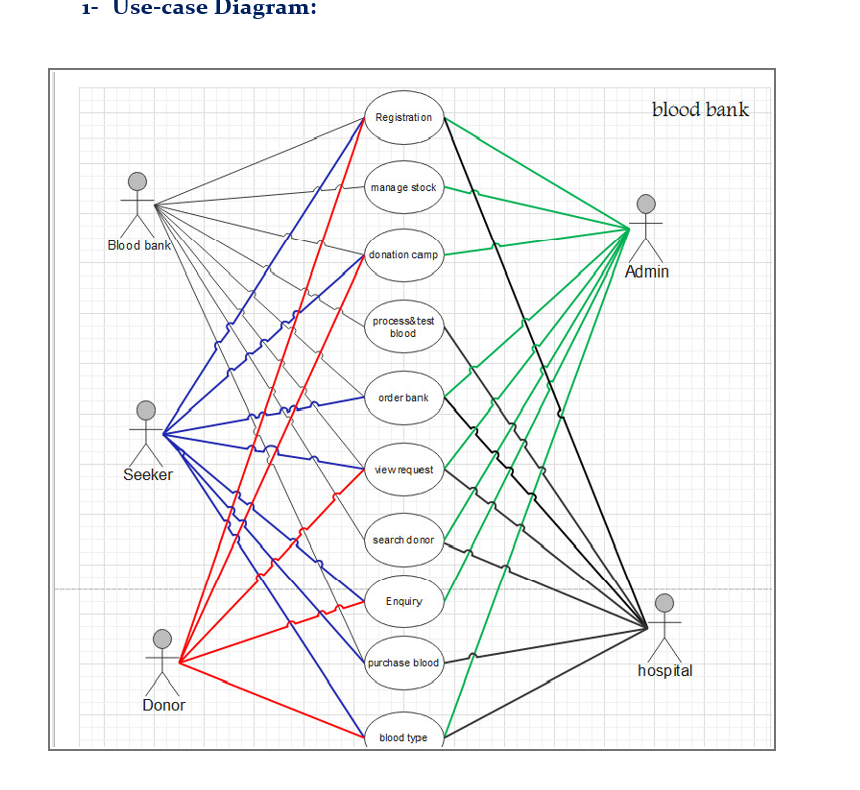 1- Use-case Diagram:
blood bank
Registration
manage stock
Blood bank
donation camp
Admin
process&test
blood
order bank
view request
Seeker
search donor
Enquiry
purchase blood
hospital
Donor
blood type